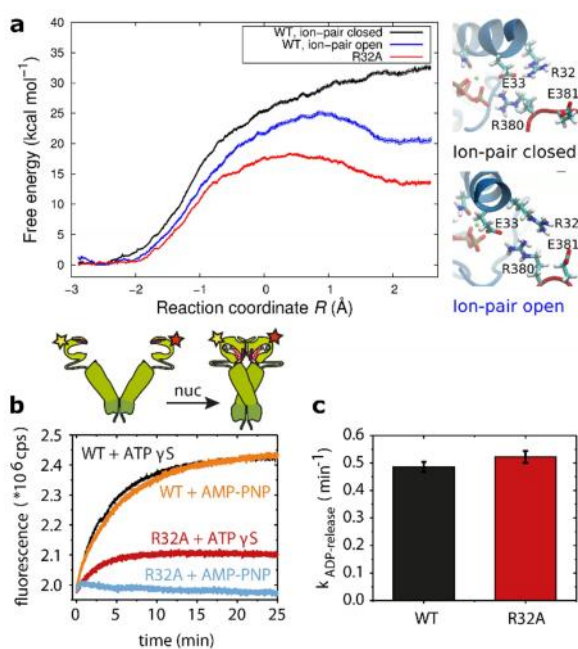 a
Free energy (kcal mol−1)
40
35
30
25
20
15
10
5
0
WT, ion-pair closed
WT, ion-pair open
R32A
−3
−2
−1
0
1
2
Reaction coordinate R (Å)
E33
R32
E381
R380
Ion-pair closed
E33
R32
E381
R380
Ion-pair open
nuc
b
fluorescence (*10⁶ cps)
2.4
2.3
2.2
2.1
2.0
WT + ATP γS
WT + AMP-PNP
R32A + ATP γS
R32A + AMP-PNP
0
5
10
15
20
25
time (min)
c
k ADP-release (min⁻¹)
0.6
0.5
0.4
0.3
0.2
0.1
0.0
WT
R32A